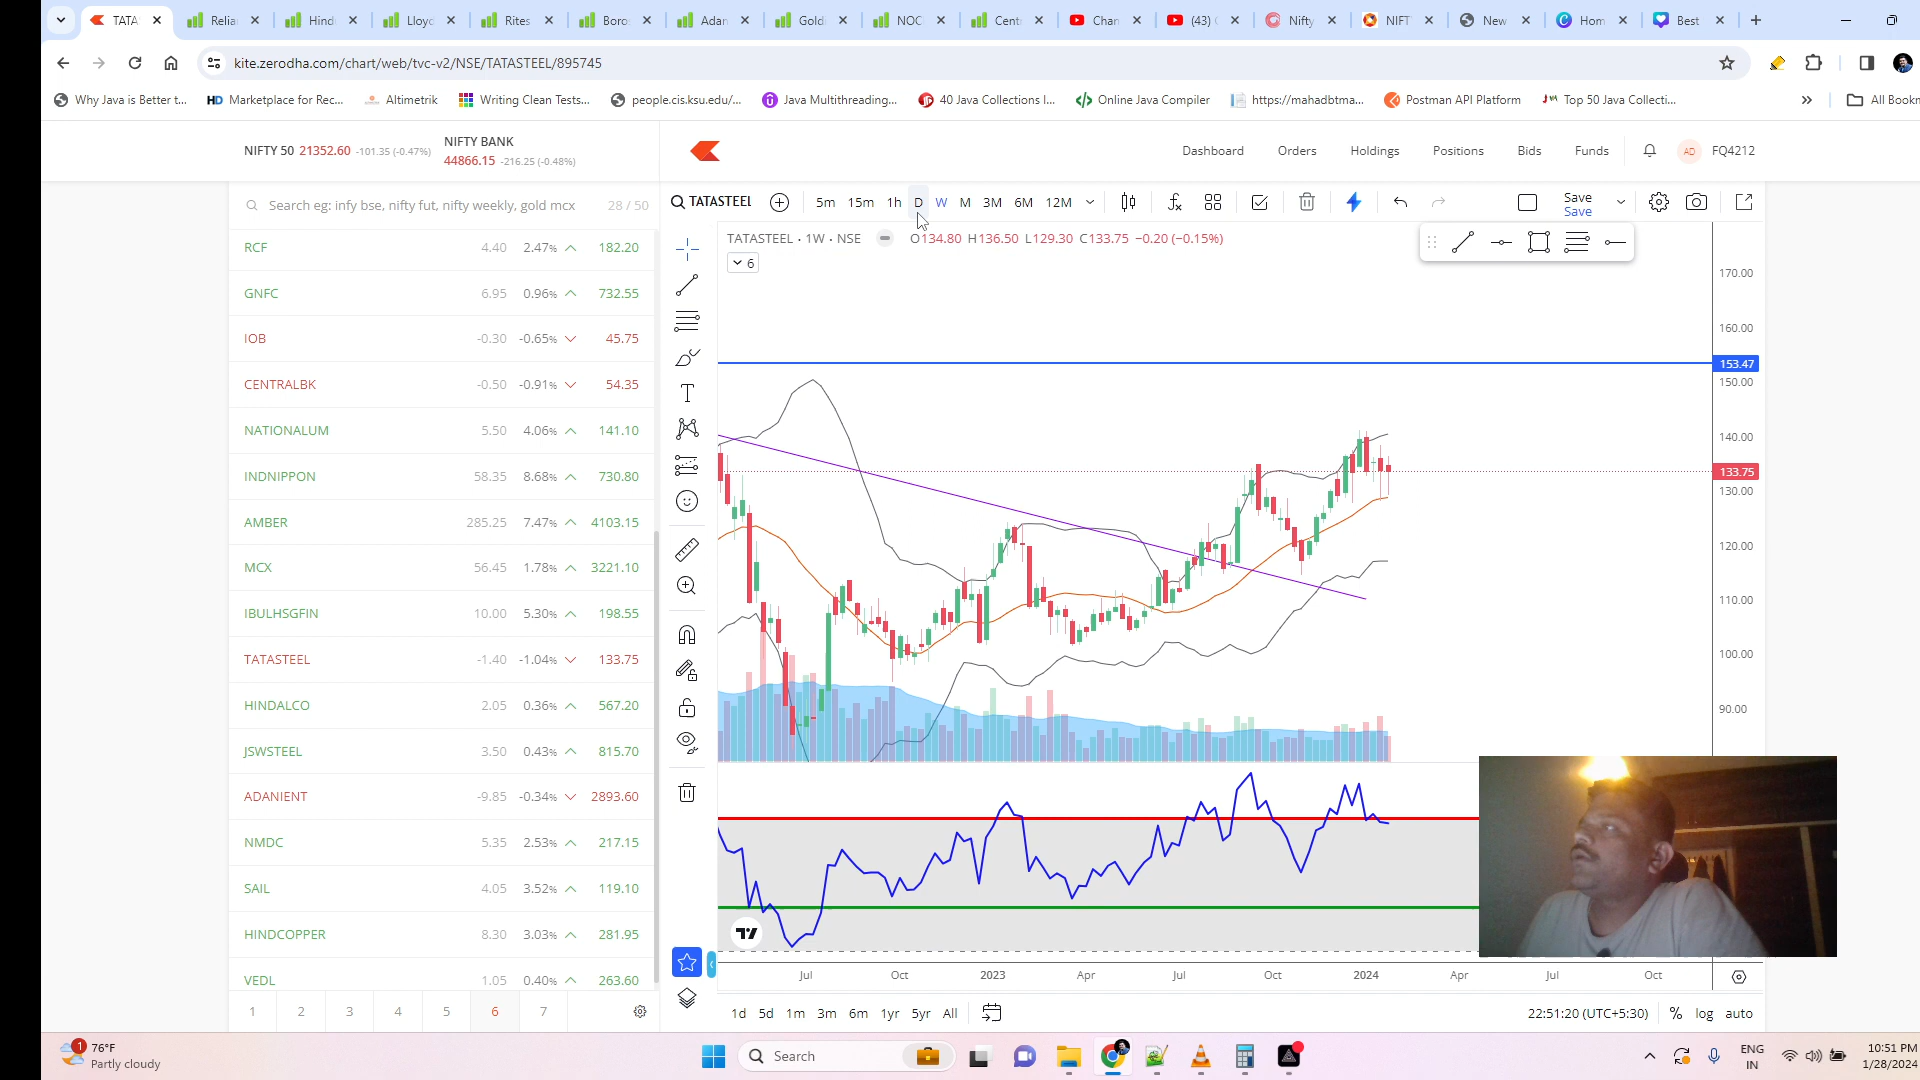 TATA
Relia
Hind
Lloyd
Rites
Boro
Adan
Gold
NOC
Cent
Chan
(43)
Nifty
NIFT
New
Hom
Best
kite.zerodha.com/chart/web/tvc-v2/NSE/TATASTEEL/895745
Why Java is Better t...
HD Marketplace for Rec...
Altimetrik
Writing Clean Tests...
people.cis.ksu.edu/...
Java Multithreading...
40 Java Collections I...
Online Java Compiler
https://mahadbtma...
Postman API Platform
Top 50 Java Collecti...
»
All Bookn
NIFTY 50 21352.60 -101.35 (-0.47%)
NIFTY BANK
44866.15 -216.25 (-0.48%)
Dashboard Orders Holdings Positions Bids Funds AD FQ4212
Search eg: infy bse, nifty fut, nifty weekly, gold mcx 28 / 50
RCF 4.40 2.47% 182.20
GNFC 6.95 0.96% 732.55
IOB -0.30 -0.65% 45.75
CENTRALBK -0.50 -0.91% 54.35
NATIONALUM 5.50 4.06% 141.10
INDNIPPON 58.35 8.68% 730.80
AMBER 285.25 7.47% 4103.15
MCX 56.45 1.78% 3221.10
IBULHSGFIN 10.00 5.30% 198.55
TATASTEEL -1.40 -1.04% 133.75
HINDALCO 2.05 0.36% 567.20
JSWSTEEL 3.50 0.43% 815.70
ADANIENT -9.85 -0.34% 2893.60
NMDC 5.35 2.53% 217.15
SAIL 4.05 3.52% 119.10
HINDCOPPER 8.30 3.03% 281.95
VEDL 1.05 0.40% 263.60
1 2 3 4 5 6 7
TATASTEEL 5m 15m 1h D W M 3M 6M 12M
Save
Save
TATASTEEL · 1W · NSE O134.80 H136.50 L129.30 C133.75 −0.20 (−0.15%)
6
170.00
160.00
153.47
150.00
140.00
133.75
130.00
120.00
110.00
100.00
90.00
Jul Oct 2023 Apr Jul Oct 2024 Apr Jul Oct
1d 5d 1m 3m 6m 1yr 5yr All
22:51:20 (UTC+5:30) % log auto
1
76°F
Partly cloudy
Search
ENG
IN
10:51 PM
1/28/2024